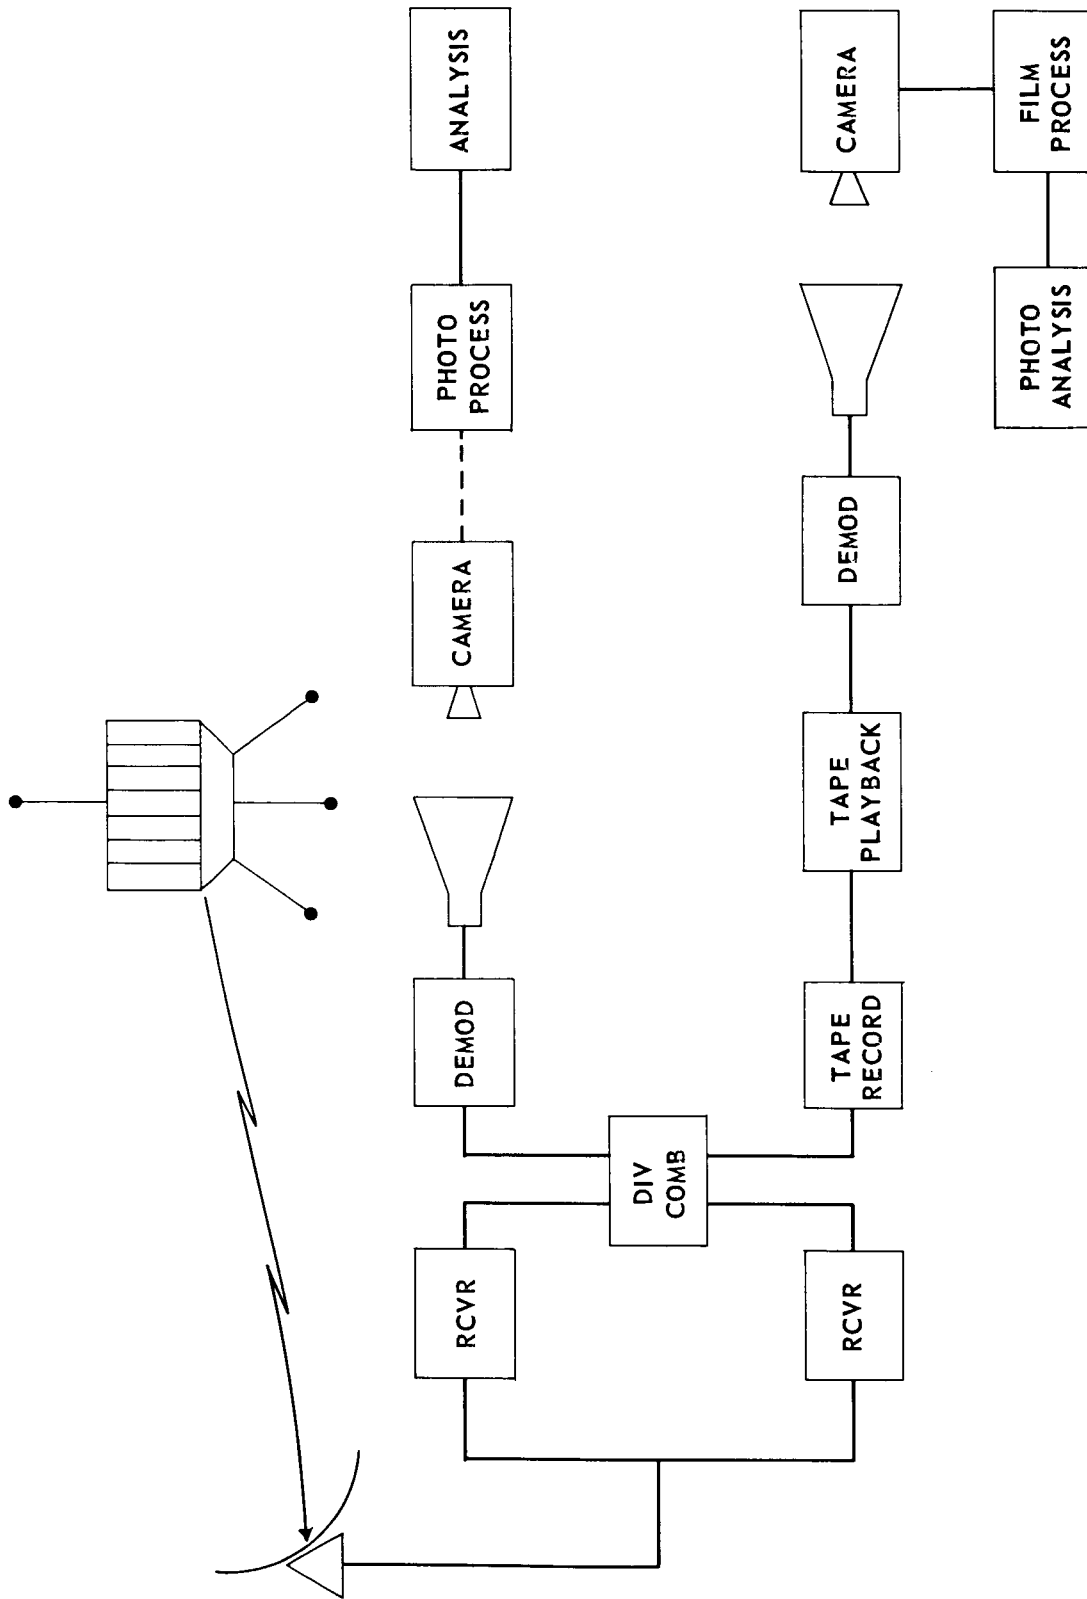 RCVR
RCVR
DIV
COMB
DEMOD
CAMERA
PHOTO
PROCESS
ANALYSIS
TAPE
RECORD
TAPE
PLAYBACK
DEMOD
CAMERA
FILM
PROCESS
PHOTO
ANALYSIS